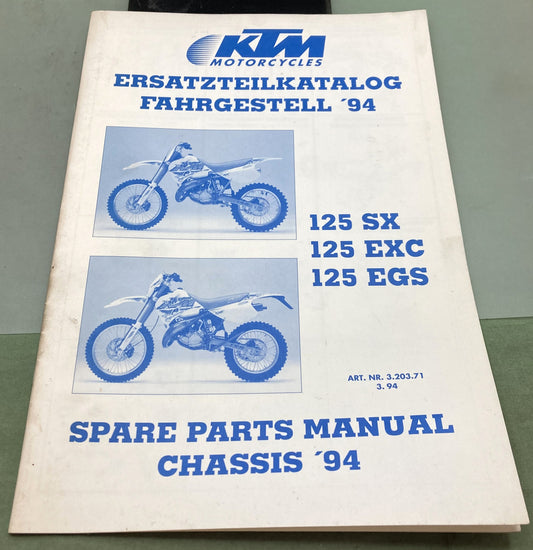 KTM
MOTORCYCLES
ERSATZTEILKATALOG
FAHRGESTELL ´94
125 SX
125 EXC
125 EGS
ART. NR. 3.203.71
3. 94
SPARE PARTS MANUAL
CHASSIS ´94